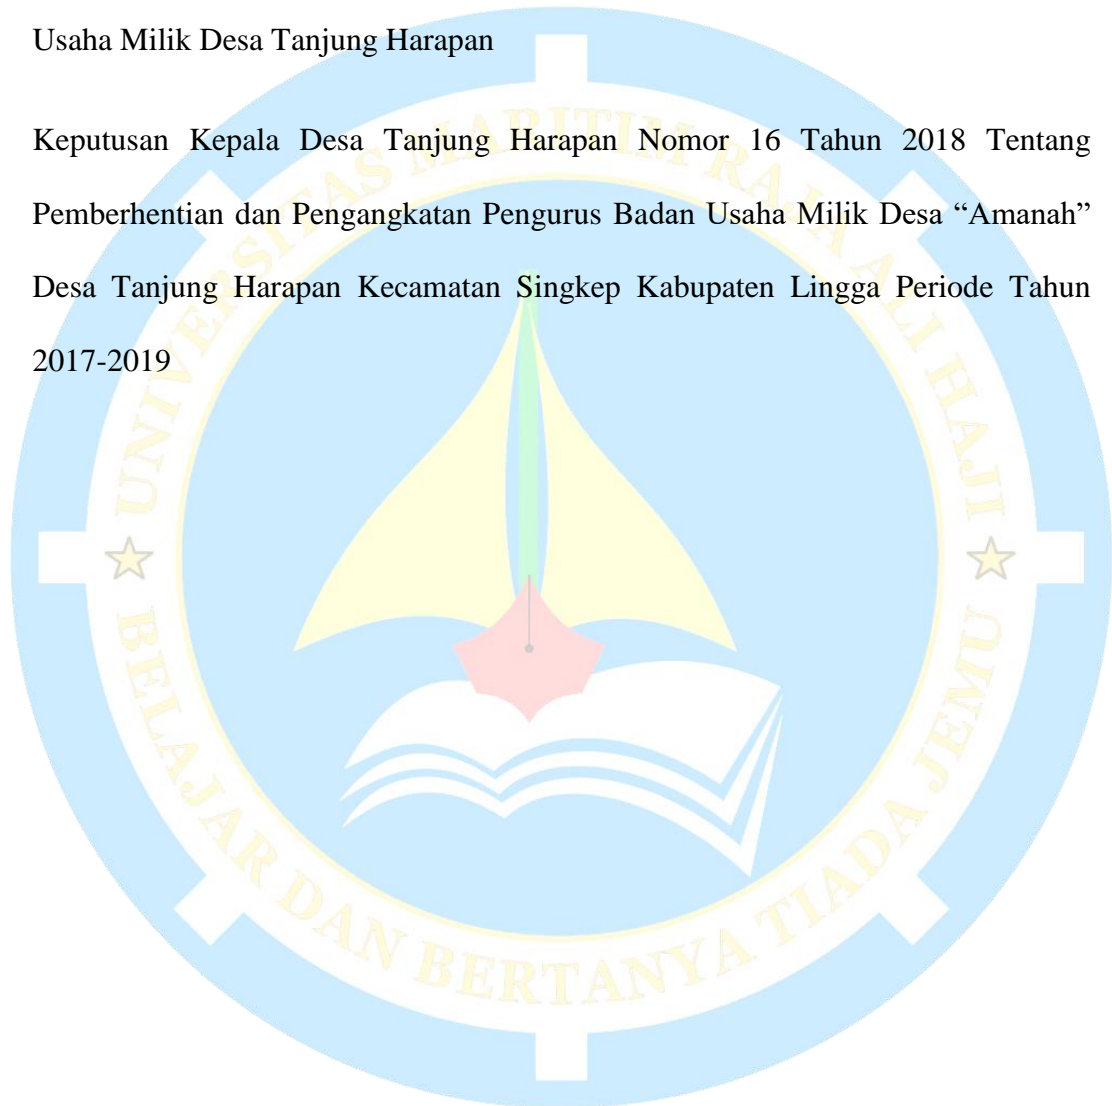 Usaha Milik Desa Tanjung Harapan
Keputusan Kepala Desa Tanjung Harapan Nomor 16 Tahun 2018 Tentang
Pemberhentian dan Pengangkatan Pengurus Badan Usaha Milik Desa “Amanah”
Desa Tanjung Harapan Kecamatan Singkep Kabupaten Lingga Periode Tahun
2017-2019
UNIVERSITAS MARITIM RAJA ALI HAJI
BELAJAR DAN BERTANYA TIADA JEMU